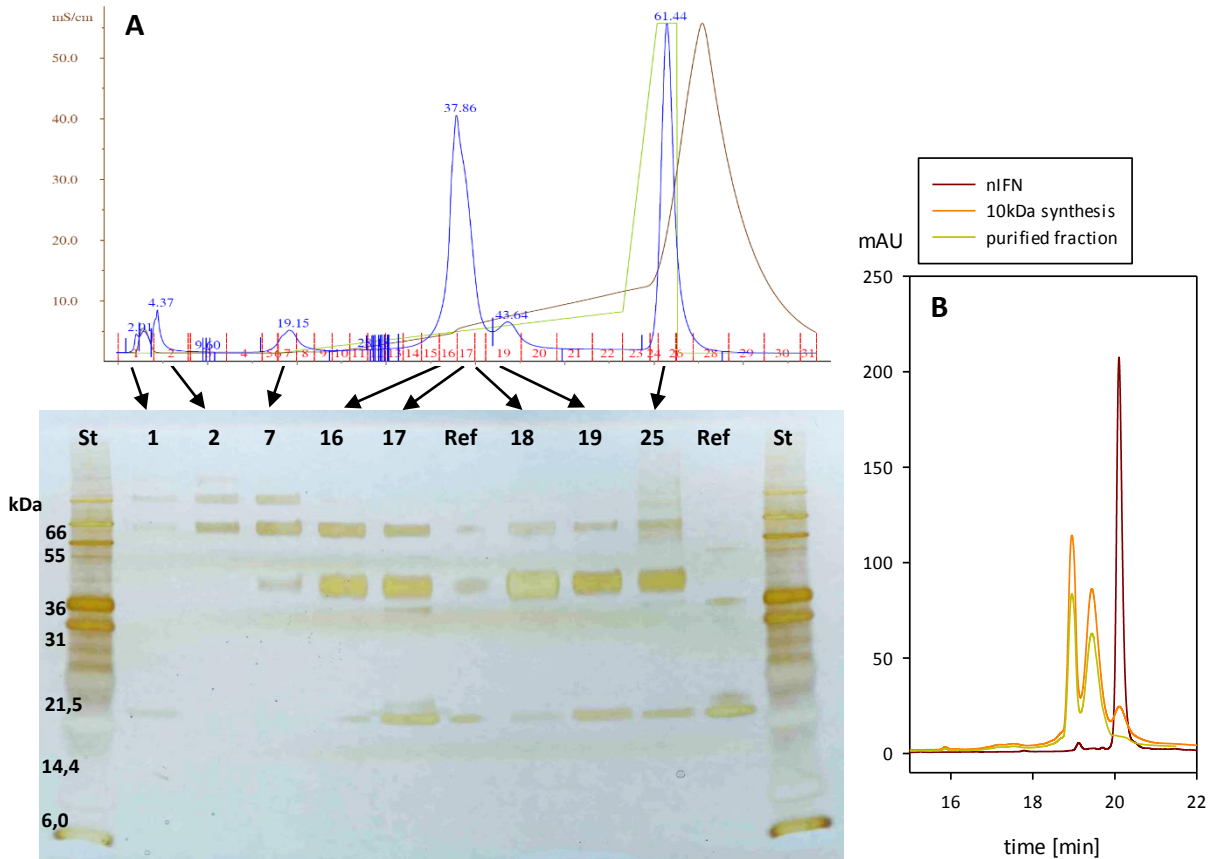 mS/cm
A
61.44
50.0
37.86
40.0
30.0
20.0
10.0
4.37
2.01
19.15
43.64
9.60
1 2 4 5 6 7 8 9 10 11 13 14 15 16 17 19 20 21 22 23 24 26 28 29 30 31
St 1 2 7 16 17 Ref 18 19 25 Ref St
kDa
66
55
36
31
21,5
14,4
6,0
nIFN
10kDa synthesis
purified fraction
mAU
B
250
200
150
100
50
0
16 18 20 22
time [min]